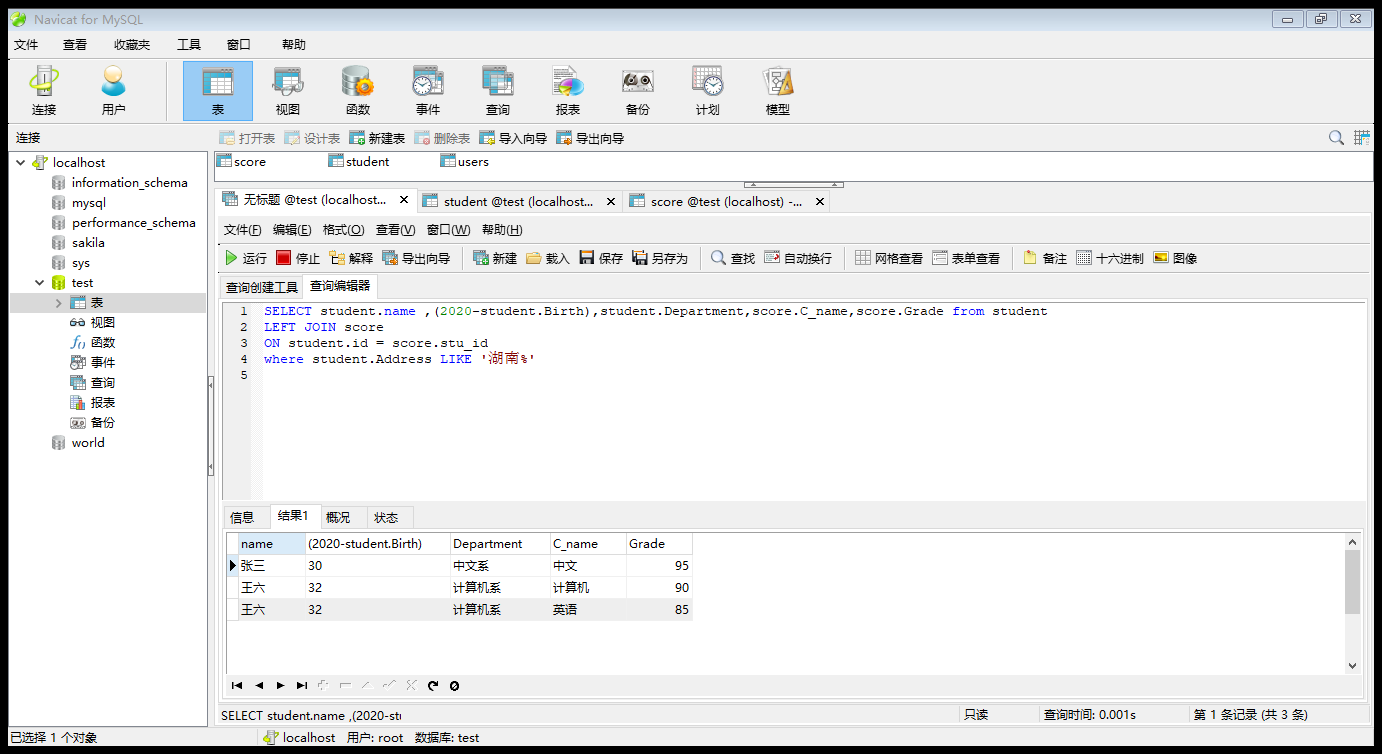 Navicat for MySQL
文件 查看 收藏夹 工具 窗口 帮助
连接 用户 表 视图 函数 事件 查询 报表 备份 计划 模型
连接 打开表 设计表 新建表 删除表 导入向导 导出向导
score student users
localhost
information_schema
mysql
performance_schema
sakila
sys
test
表
视图
函数
事件
查询
报表
备份
world
无标题 @test (localhost... student @test (localhost... score @test (localhost) -...
文件(F) 编辑(E) 格式(O) 查看(V) 窗口(W) 帮助(H)
运行 停止 解释 导出向导 新建 载入 保存 另存为 查找 自动换行 网格查看 表单查看 备注 十六进制 图像
查询创建工具 查询编辑器
1 SELECT student.name ,(2020-student.Birth),student.Department,score.C_name,score.Grade from student
2 LEFT JOIN score
3 ON student.id = score.stu_id
4 where student.Address LIKE '湖南%'
5
信息 结果1 概况 状态
name (2020-student.Birth) Department C_name Grade
张三 30 中文系 中文 95
王六 32 计算机系 计算机 90
王六 32 计算机系 英语 85
SELECT student.name ,(2020-stu 只读 查询时间: 0.001s 第 1 条记录 (共 3 条)
已选择 1 个对象 localhost 用户: root 数据库: test